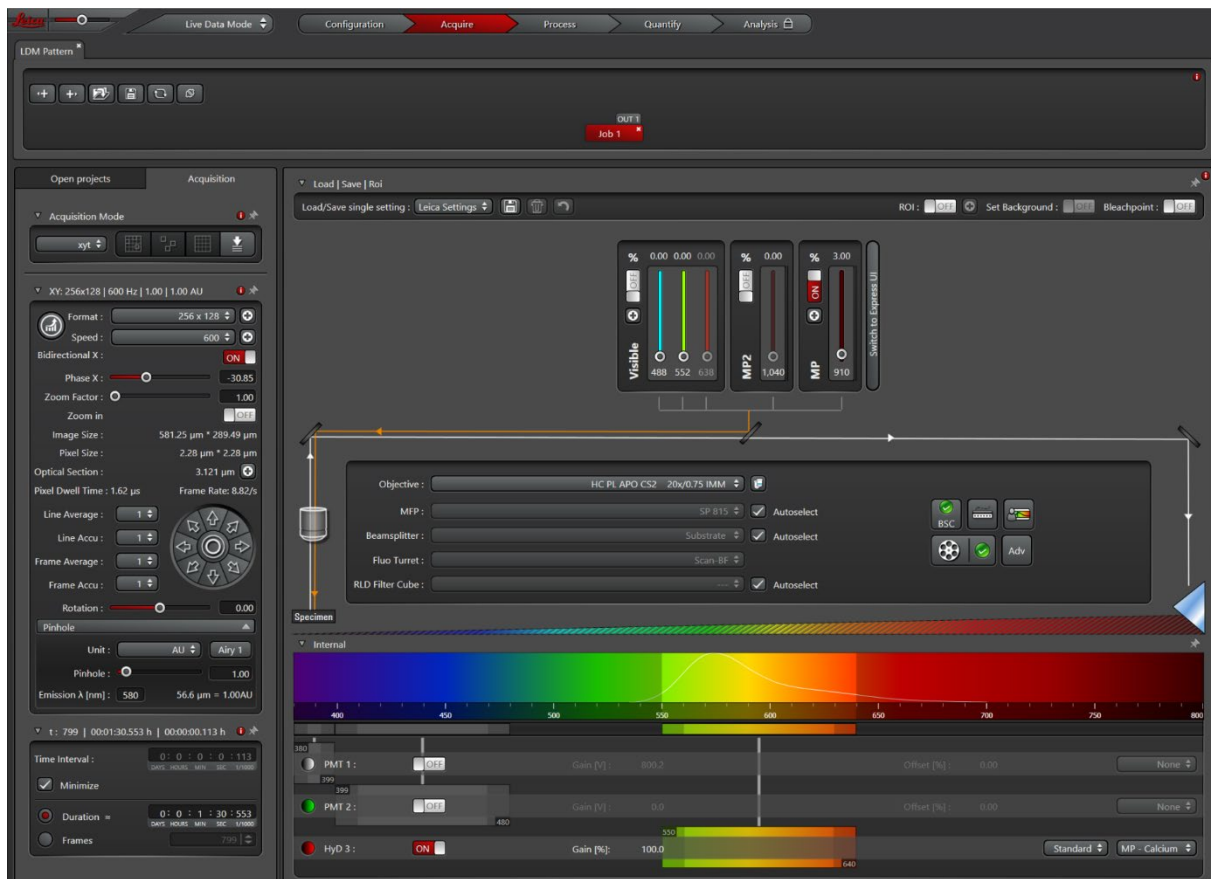 Leica
Live Data Mode
Configuration
Acquire
Process
Quantify
Analysis
LDM Pattern
OUT 1
Job 1
Open projects
Acquisition
Acquisition Mode
xyt
XY: 256x128 | 600 Hz | 1.00 | 1.00 AU
Format : 256 x 128
Speed : 600
Bidirectional X : ON
Phase X : -30.85
Zoom Factor : 1.00
Zoom in OFF
Image Size : 581.25 µm * 289.49 µm
Pixel Size : 2.28 µm * 2.28 µm
Optical Section : 3.121 µm
Pixel Dwell Time : 1.62 µs Frame Rate: 8.82/s
Line Average : 1
Line Accu : 1
Frame Average : 1
Frame Accu : 1
Rotation : 0.00
Pinhole
Unit : AU Airy 1
Pinhole : 1.00
Emission λ [nm] : 580 56.6 µm = 1.00AU
t : 799 | 00:01:30.553 h | 00:00:00.113 h
Time Interval : 0: 0 : 0 : 0 :113
DAYS HOURS MIN SEC 1/1000
Minimize
Duration = 0: 0 : 1 : 30 :553
DAYS HOURS MIN SEC 1/1000
Frames 799
Load | Save | Roi
Load/Save single setting : Leica Settings
ROI : OFF Set Background : OFF Bleachpoint : OFF
% 0.00 0.00 0.00
OFF
Visible
488 552 638
% 0.00
OFF
MP2
1,040
% 3.00
ON
MP
910
Switch to Express UI
Objective : HC PL APO CS2 20x/0.75 IMM
MFP : SP 815 Autoselect
Beamsplitter : Substrate Autoselect
Fluo Turret : Scan-BF
RLD Filter Cube : --- Autoselect
BSC
Adv
Specimen
Internal
400 450 500 550 600 650 700 750 800
380
PMT 1 : OFF Gain [V] : 800.2 Offset [%] : 0.00 None
399
399
PMT 2 : OFF Gain [V] : 0.0 Offset [%] : 0.00 None
480
550
HyD 3 : ON Gain [%]: 100.0 Standard MP - Calcium
640